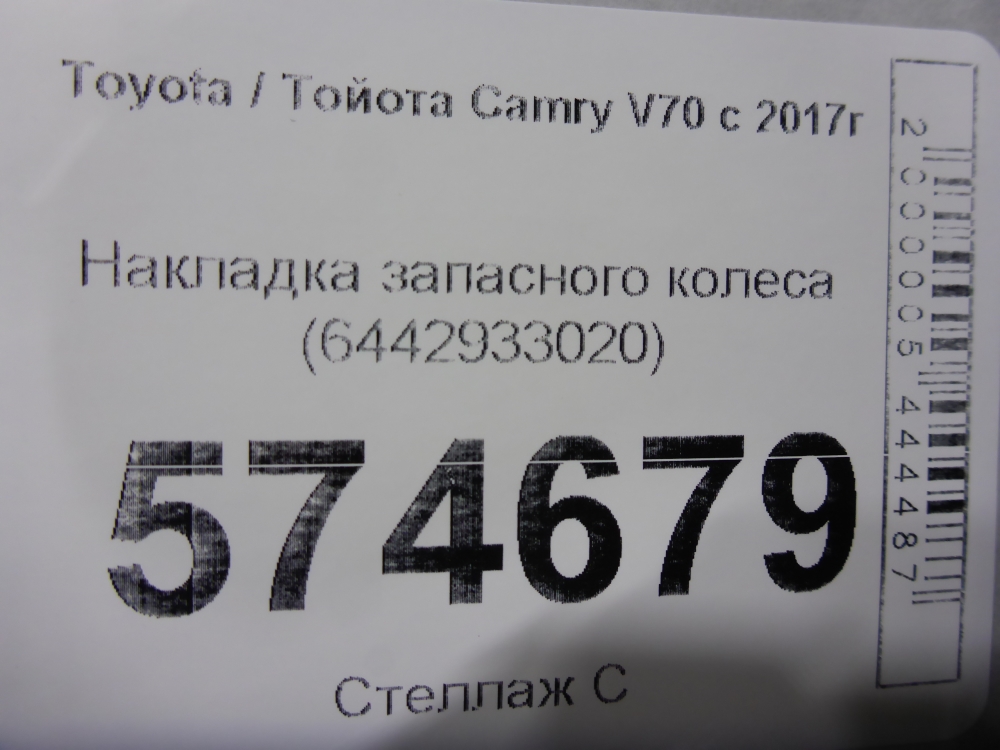 Toyota / Тойота Camry V70 с 2017г
Накладка запасного колеса
(6442933020)
574679
Стеллаж С
2000005444487